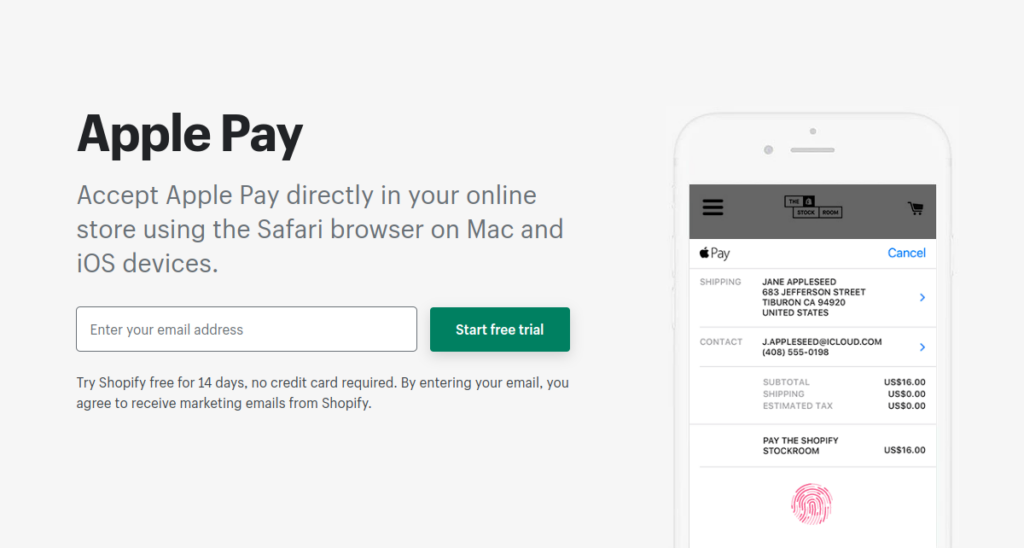 Apple Pay
Accept Apple Pay directly in your online
store using the Safari browser on Mac and
iOS devices.
Enter your email address
Start free trial
Try Shopify free for 14 days, no credit card required. By entering your email, you
agree to receive marketing emails from Shopify.
THE
STOCK ROOM
Pay
Cancel
SHIPPING
JANE APPLESEED
683 JEFFERSON STREET
TIBURON CA 94920
UNITED STATES
CONTACT
J.APPLESEED@ICLOUD.COM
(408) 555-0198
SUBTOTAL US$16.00
SHIPPING US$0.00
ESTIMATED TAX US$0.00
PAY THE SHOPIFY
STOCKROOM US$16.00